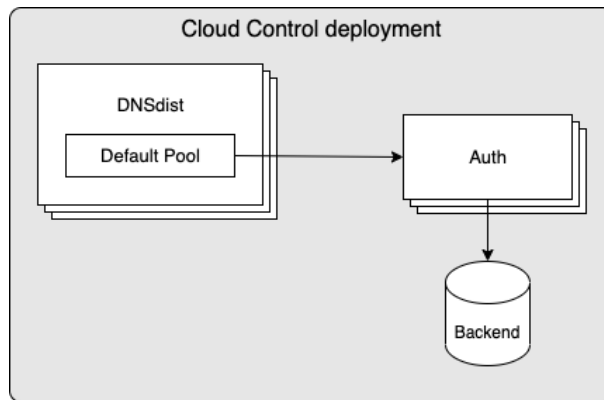 Cloud Control deployment
DNSdist
Default Pool
Auth
Backend